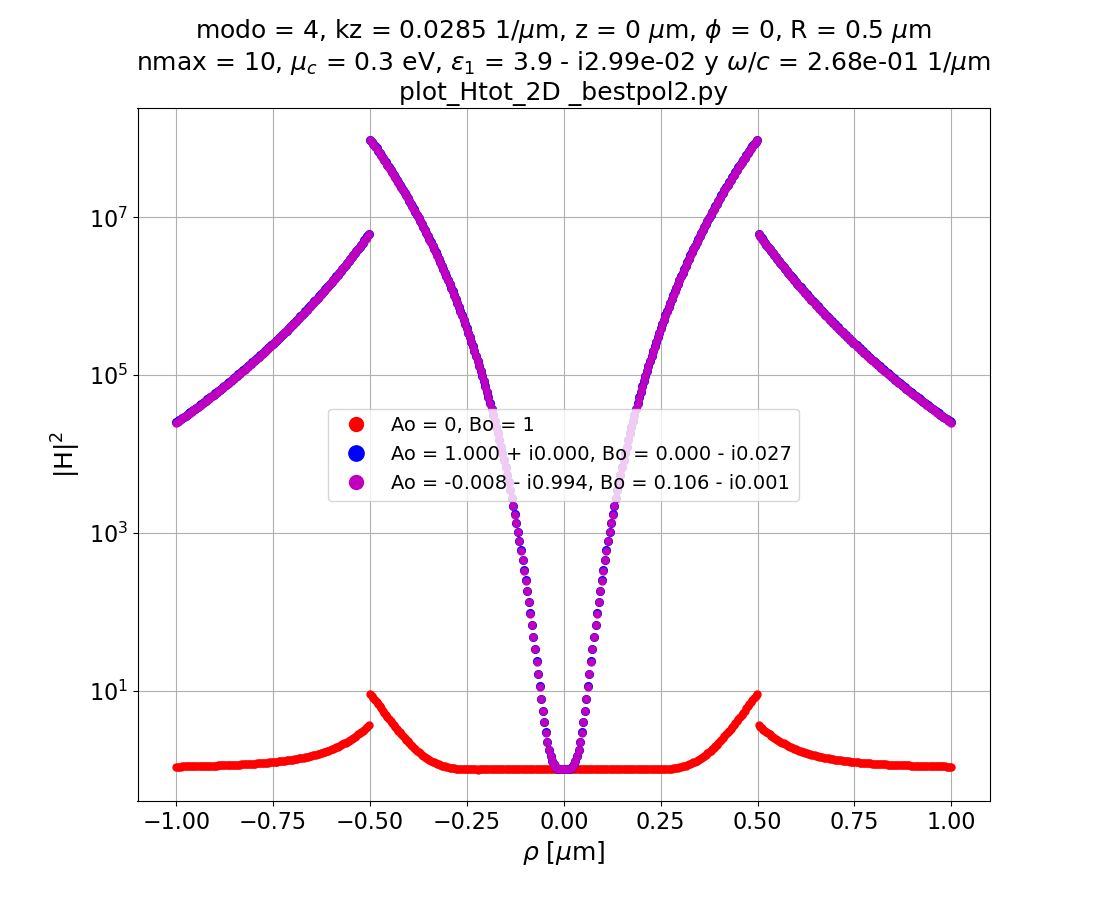 modo = 4, kz = 0.0285 1/μm, z = 0 μm, ϕ = 0, R = 0.5 μm
nmax = 10, μ_c = 0.3 eV, ε_1 = 3.9 - i2.99e-02 y ω/c = 2.68e-01 1/μm
plot_Htot_2D _bestpol2.py
|H|^2
10^7
10^5
10^3
10^1
Ao = 0, Bo = 1
Ao = 1.000 + i0.000, Bo = 0.000 - i0.027
Ao = -0.008 - i0.994, Bo = 0.106 - i0.001
−1.00 −0.75 −0.50 −0.25 0.00 0.25 0.50 0.75 1.00
ρ [μm]